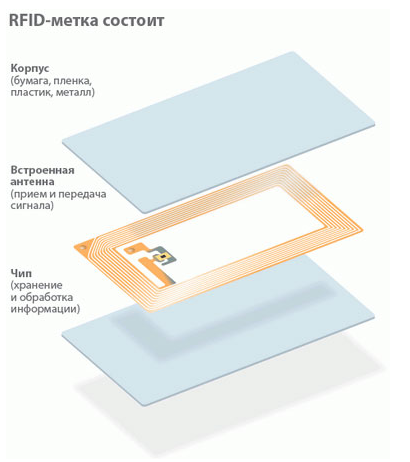 RFID-метка состоит
Корпус
(бумага, пленка,
пластик, металл)
Встроенная
антенна
(прием и передача
сигнала)
Чип
(хранение
и обработка
информации)